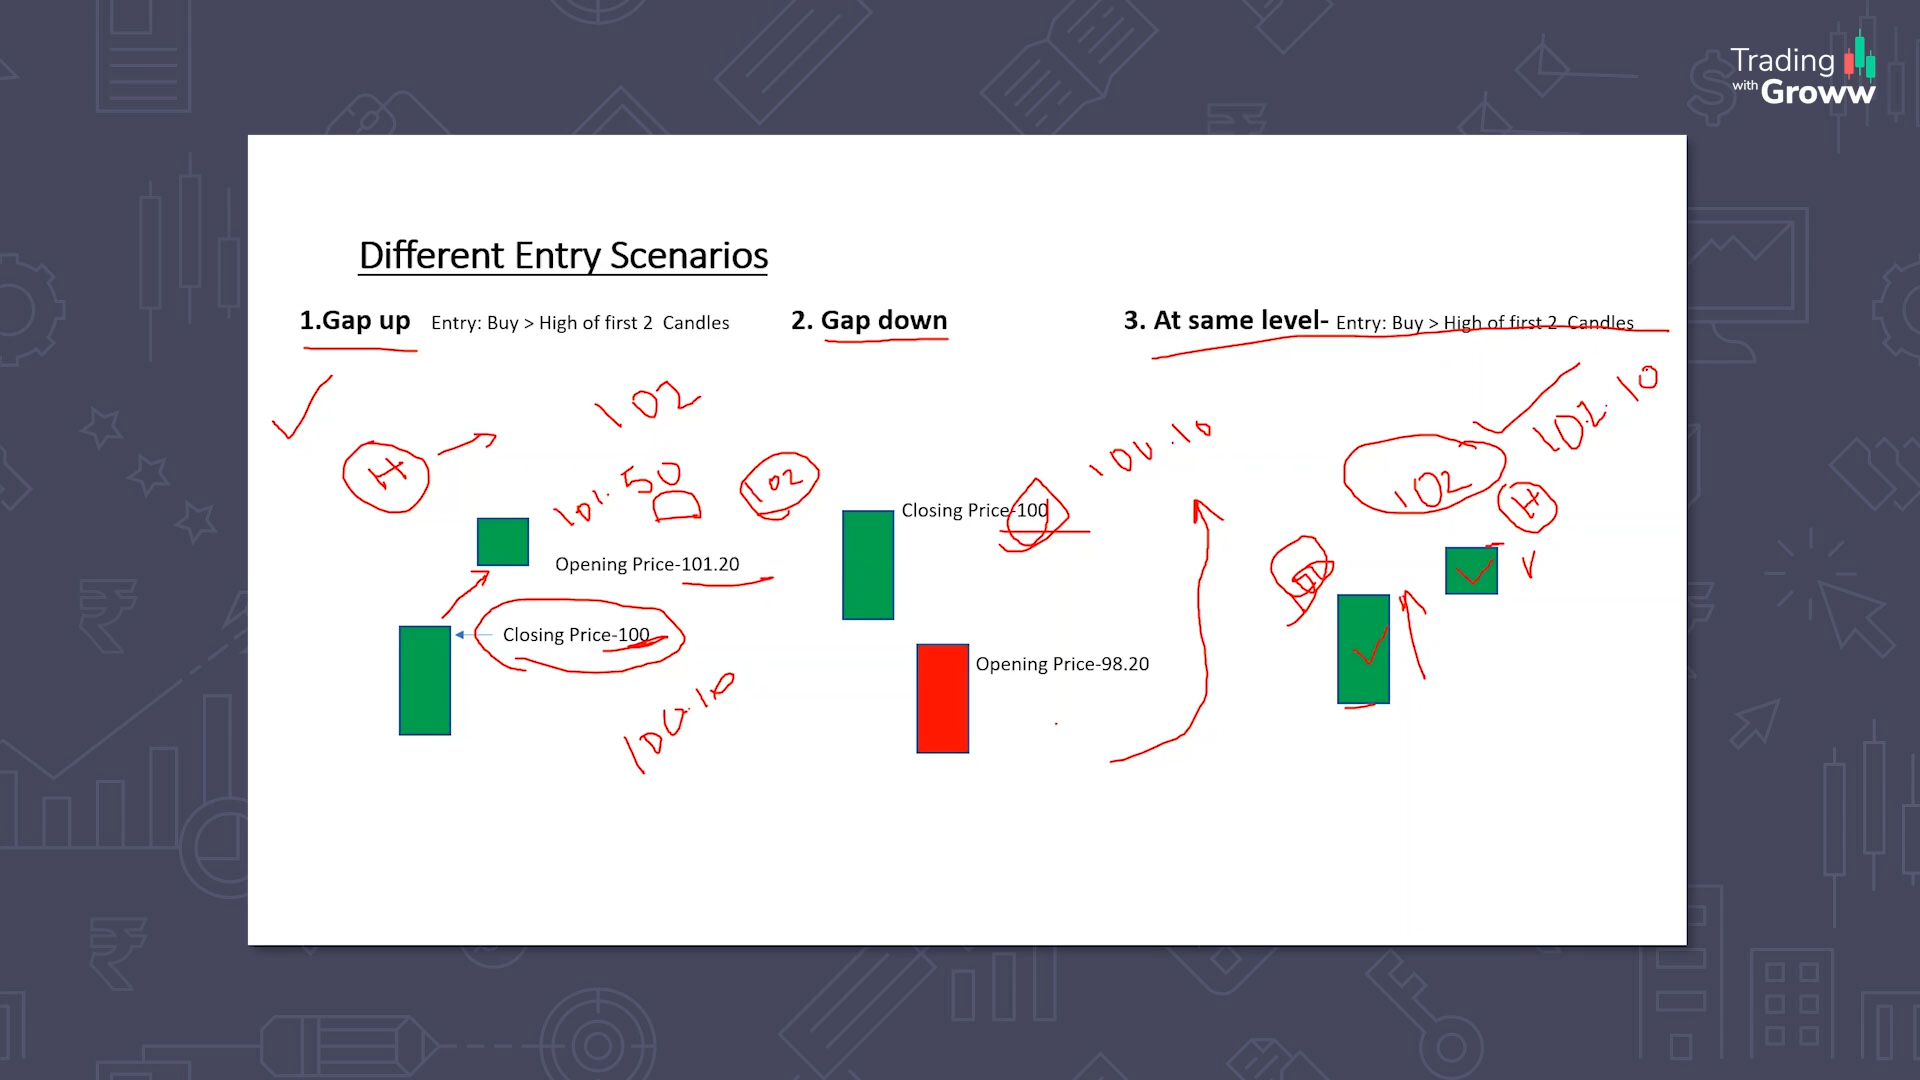 Trading
with Groww
Different Entry Scenarios
1.Gap up Entry: Buy > High of first 2 Candles
2. Gap down
3. At same level- Entry: Buy > High of first 2 Candles
102
H
101.50
102
Opening Price-101.20
Closing Price-100
100.10
Closing Price-100
100.10
Opening Price-98.20
102
102.10
H